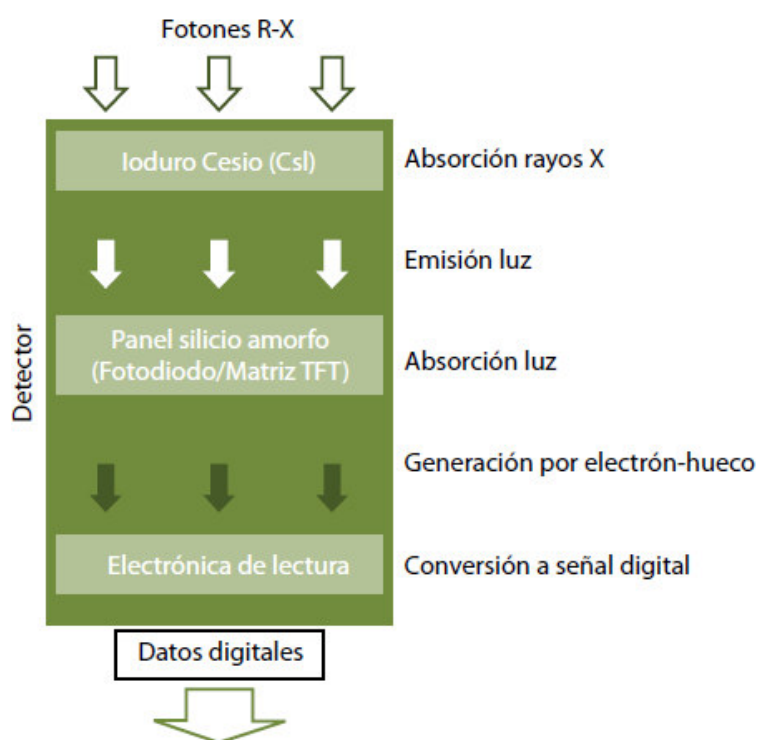 Fotones R-X
Ioduro Cesio (CsI)
Absorción rayos X
Emisión luz
Panel silicio amorfo
(Fotodiodo/Matriz TFT)
Absorción luz
Detector
Generación por electrón-hueco
Electrónica de lectura
Conversión a señal digital
Datos digitales